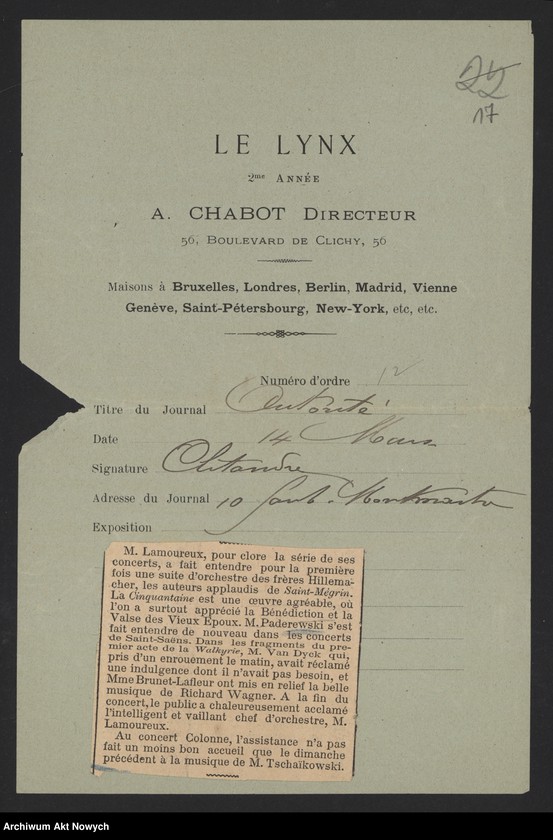 22
17
LE LYNX
2me ANNÉE
A. CHABOT DIRECTEUR
56, BOULEVARD DE CLICHY, 56
Maisons à Bruxelles, Londres, Berlin, Madrid, Vienne
Genève, Saint-Pétersbourg, New-York, etc, etc.
Numéro d'ordre 12
Titre du Journal Autorité
Date 14 Mars
Signature Clitandre
Adresse du Journal 10 faub. Montmartre
Exposition
M. Lamoureux, pour clore la série de ses
concerts, a fait entendre pour la première
fois une suite d'orchestre des frères Hillema-
cher, les auteurs applaudis de Saint-Mégrin.
La Cinquantaine est une œuvre agréable, où
l'on a surtout apprécié la Bénédiction et la
Valse des Vieux Epoux. M. Paderewski s'est
fait entendre de nouveau dans les concerts
de Saint-Saëns. Dans les fragments du pre-
mier acte de la Walkyrie, M. Van Dyck qui,
pris d'un enrouement le matin, avait réclamé
une indulgence dont il n'avait pas besoin, et
Mme Brunet-Lafleur ont mis en relief la belle
musique de Richard Wagner. A la fin du
concert, le public a chaleureusement acclamé
l'intelligent et vaillant chef d'orchestre, M.
Lamoureux.
Au concert Colonne, l'assistance n'a pas
fait un moins bon accueil que le dimanche
précédent à la musique de M. Tschaïkowski.
Archiwum Akt Nowych